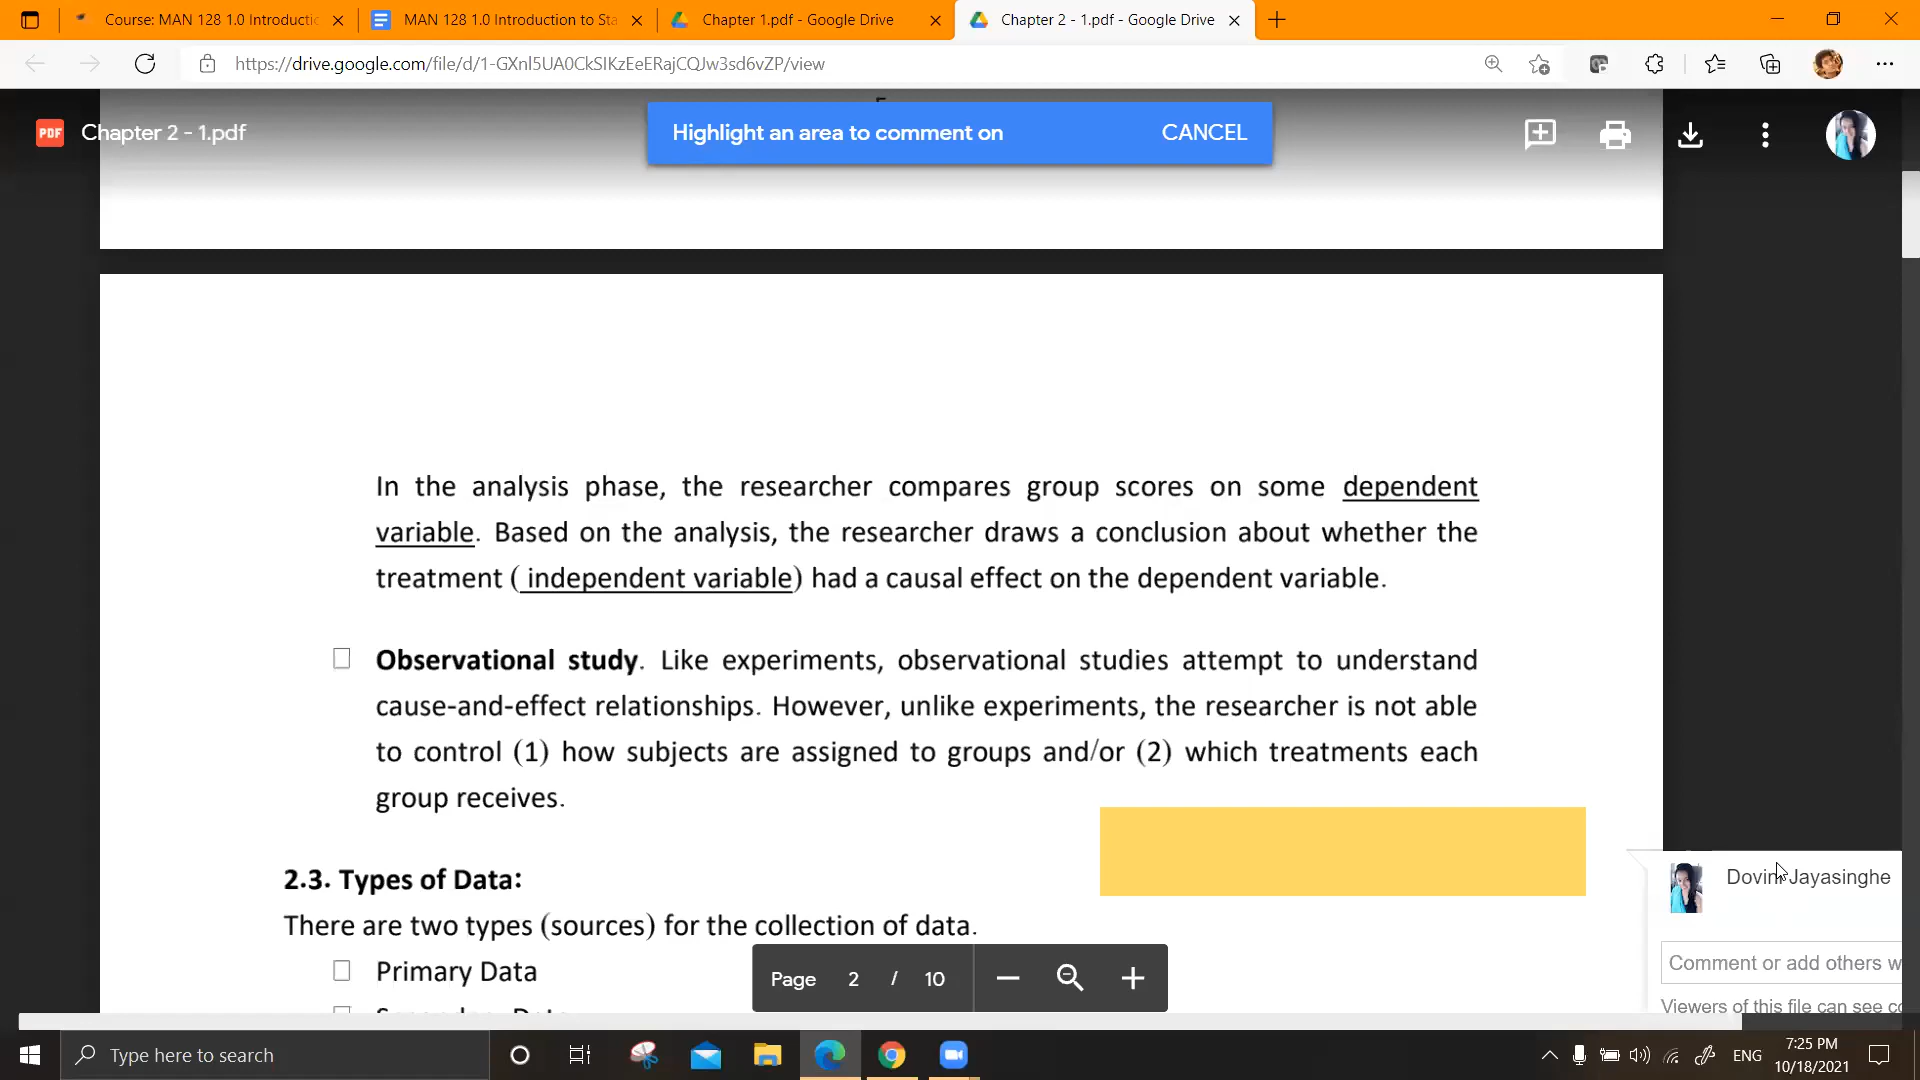 Course: MAN 128 1.0 Introductic
MAN 128 1.0 Introduction to Sta
Chapter 1.pdf - Google Drive
Chapter 2 - 1.pdf - Google Drive
https://drive.google.com/file/d/1-GXnl5UA0CkSIKzEeERajCQJw3sd6vZP/view
PDF
Chapter 2 - 1.pdf
Highlight an area to comment on
CANCEL
In the analysis phase, the researcher compares group scores on some dependent
variable. Based on the analysis, the researcher draws a conclusion about whether the
treatment ( independent variable) had a causal effect on the dependent variable.
Observational study. Like experiments, observational studies attempt to understand
cause-and-effect relationships. However, unlike experiments, the researcher is not able
to control (1) how subjects are assigned to groups and/or (2) which treatments each
group receives.
2.3. Types of Data:
There are two types (sources) for the collection of data.
Primary Data
Page 2 / 10
Jayasinghe
Comment or add others w
Viewers of this file can see co
Type here to search
ENG
7:25 PM
10/18/2021